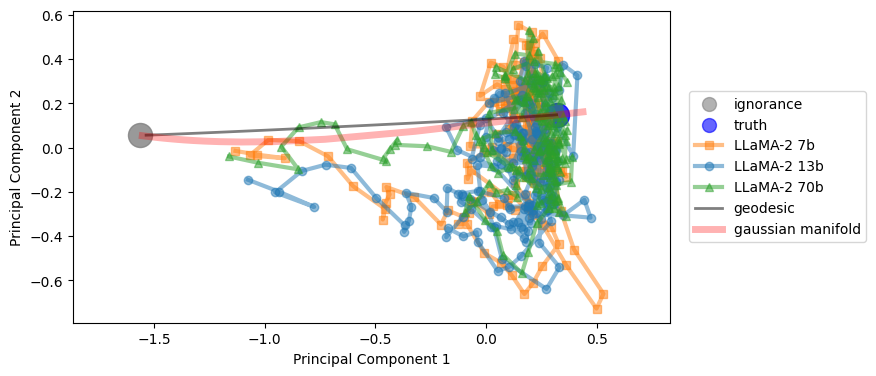 0.6
0.4
0.2
0.0
−0.2
−0.4
−0.6
Principal Component 2
−1.5
−1.0
−0.5
0.0
0.5
Principal Component 1
ignorance
truth
LLaMA-2 7b
LLaMA-2 13b
LLaMA-2 70b
geodesic
gaussian manifold